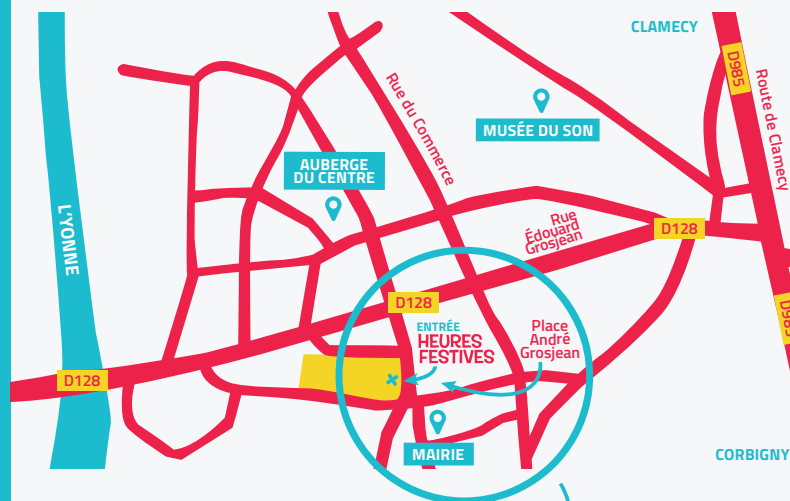 CLAMECY
D985
Route de Clamecy
Rue du Commerce
MUSÉE DU SON
AUBERGE
DU CENTRE
L'YONNE
Rue
Édouard
Grosjean
D128
D128
D985
ENTRÉE
HEURES
FESTIVES
Place
André
Grosjean
D128
MAIRIE
CORBIGNY